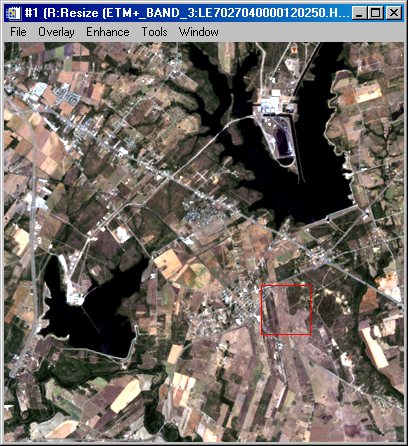 #1 (R:Resize (ETM+_BAND_3:LE7027040000120250.H...
File Overlay Enhance Tools Window